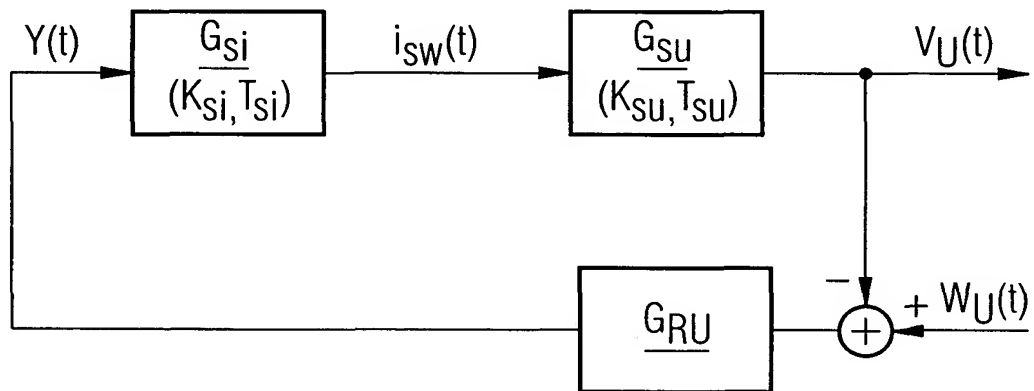 Y(t)
G_Si
(K_Si, T_Si)
i_SW(t)
G_SU
(K_SU, T_SU)
V_U(t)
−
+ W_U(t)
+
G_RU